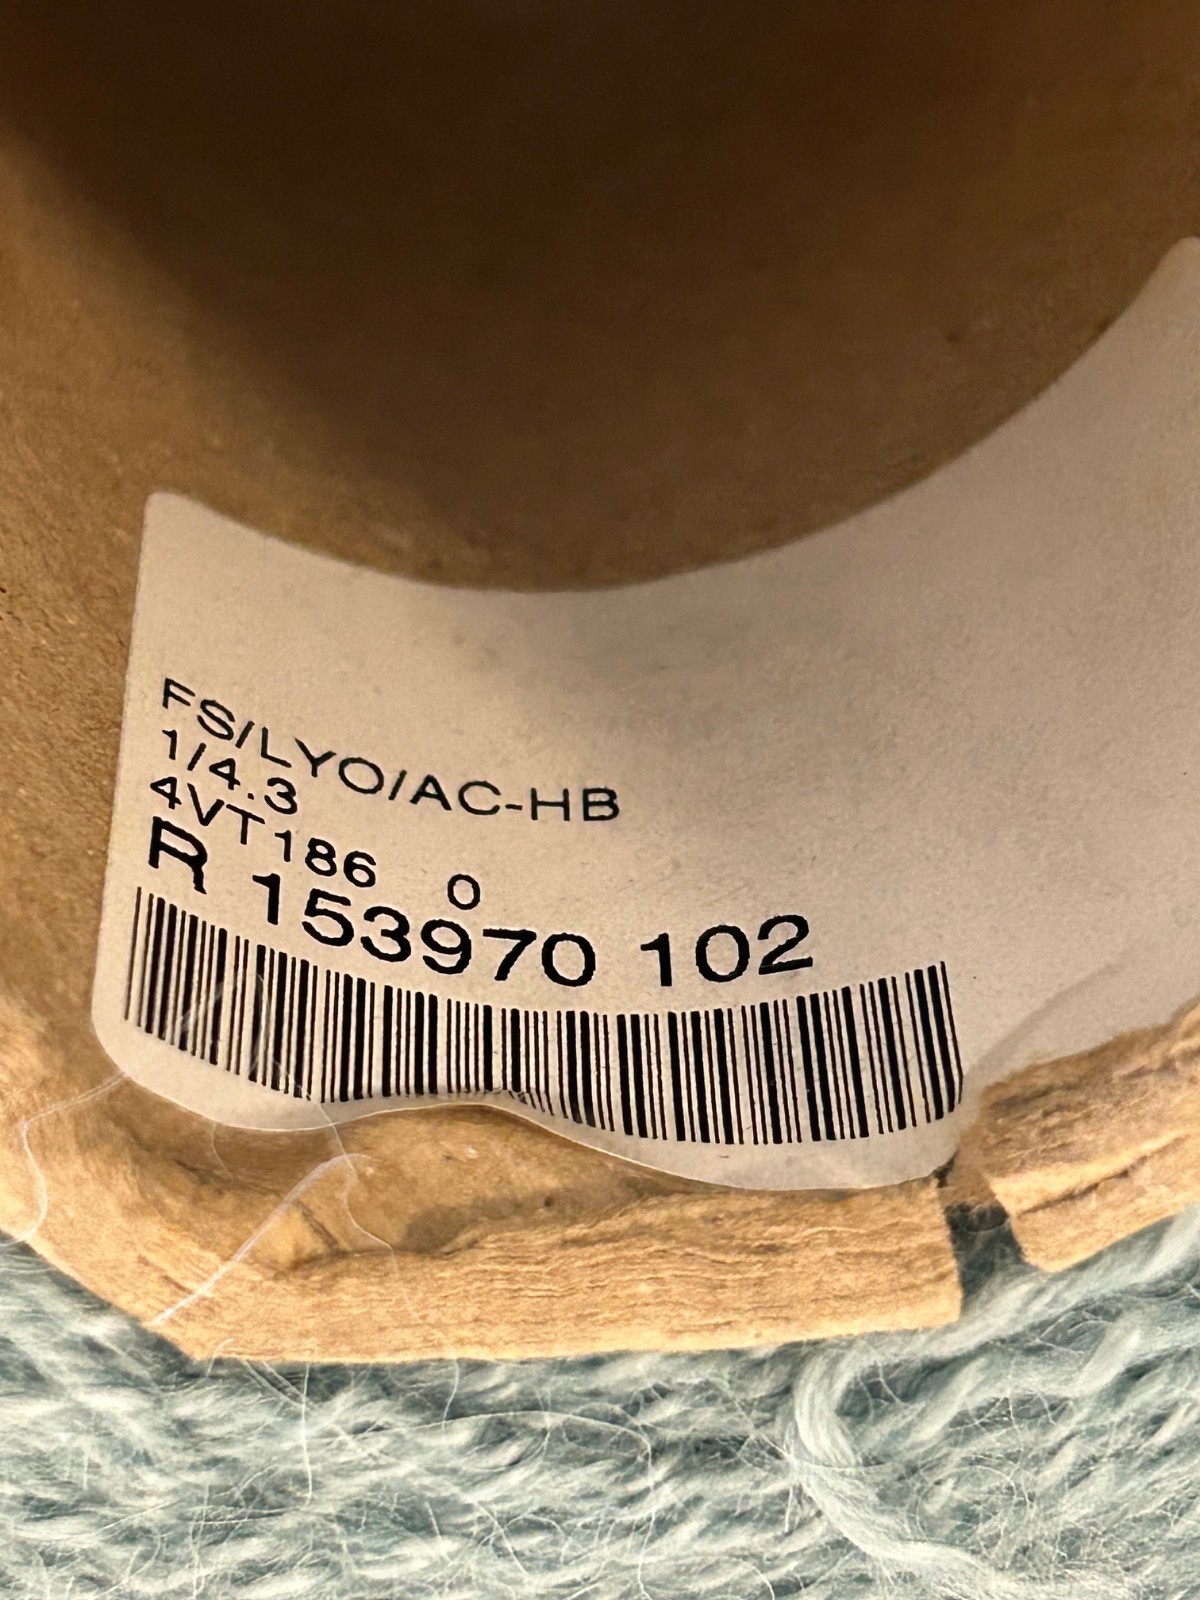 FS/LYO/AC-HB
1/4.3
4VT186 0
R 153970 102